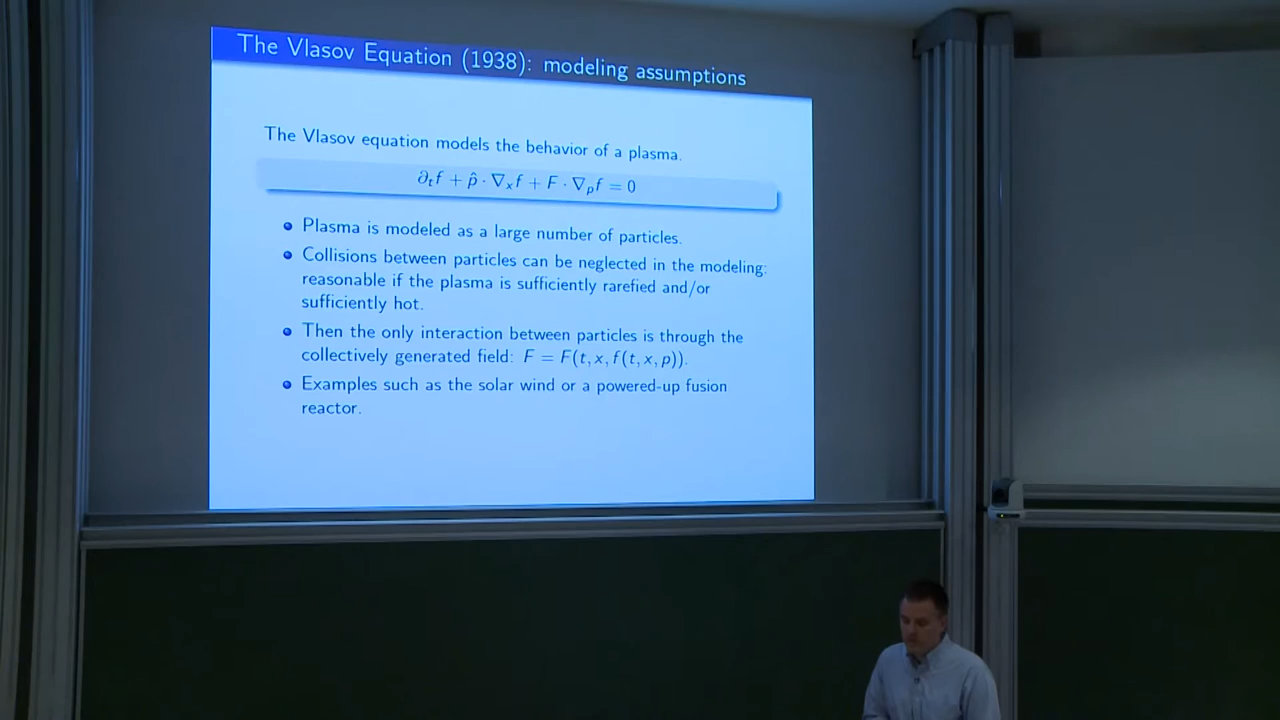 The Vlasov Equation (1938): modeling assumptions
The Vlasov equation models the behavior of a plasma.
∂ₜf + p̂ · ∇ₓf + F · ∇ₚf = 0
Plasma is modeled as a large number of particles.
Collisions between particles can be neglected in the modeling:
reasonable if the plasma is sufficiently rarefied and/or
sufficiently hot.
Then the only interaction between particles is through the
collectively generated field: F = F(t, x, f(t, x, p)).
Examples such as the solar wind or a powered-up fusion
reactor.